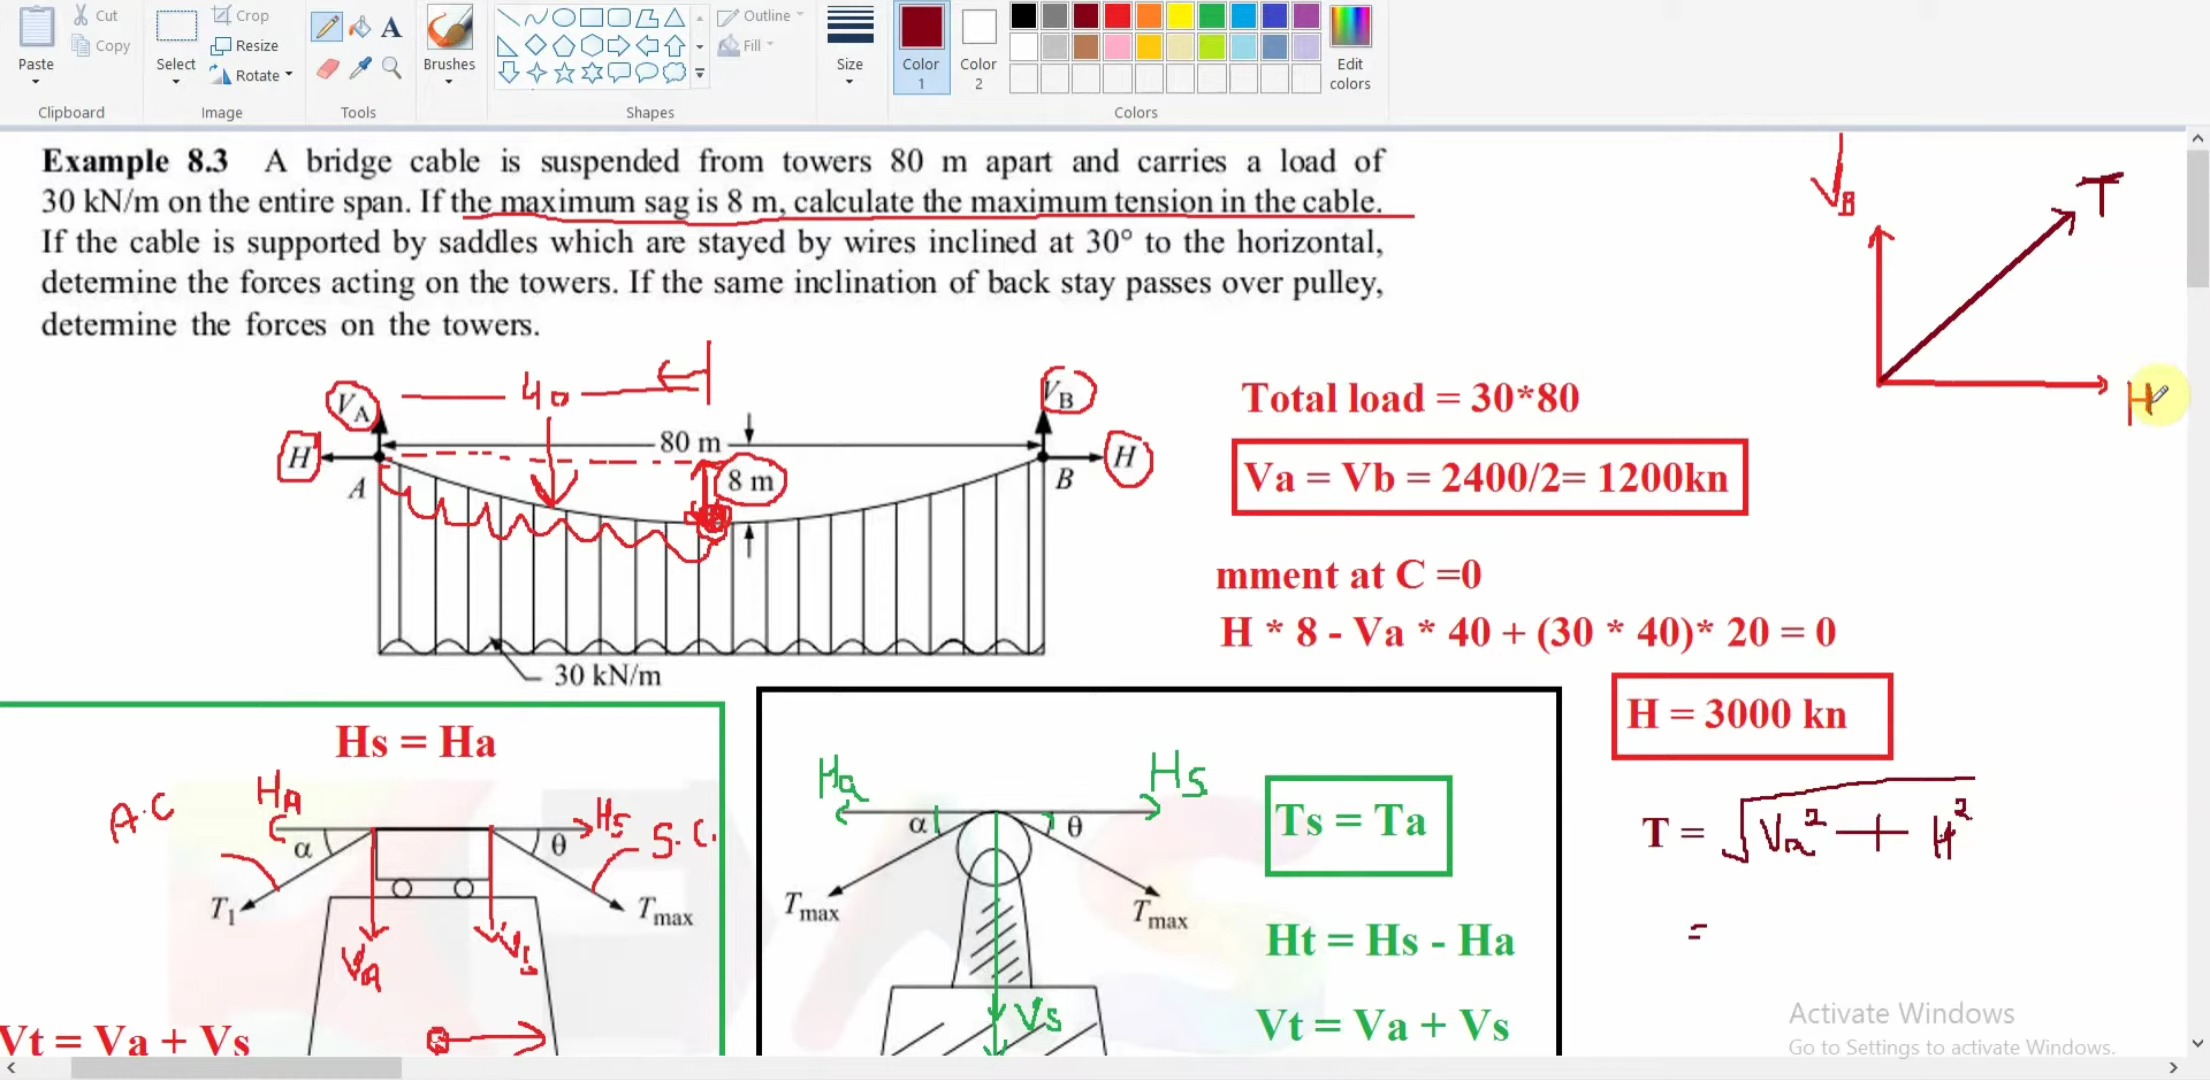 Cut
Crop
Outline
Copy
Resize
Fill
Paste
Select
Rotate
Brushes
Size
Color 1
Color 2
Edit colors
Clipboard
Image
Tools
Shapes
Colors
Example 8.3 A bridge cable is suspended from towers 80 m apart and carries a load of
30 kN/m on the entire span. If the maximum sag is 8 m, calculate the maximum tension in the cable.
If the cable is supported by saddles which are stayed by wires inclined at 30° to the horizontal,
determine the forces acting on the towers. If the same inclination of back stay passes over pulley,
determine the forces on the towers.
VB
T
H
40
VA
VB
80 m
H
H
8 m
A
B
30 kN/m
Total load = 30*80
Va = Vb = 2400/2= 1200kn
mment at C =0
H * 8 - Va * 40 + (30 * 40)* 20 = 0
H = 3000 kn
T = √Va² + H²
=
Hs = Ha
A.C
HA
HS
S.C.
α
θ
T1
Tmax
VA
Vs
Vt = Va + Vs
Ha
HS
α
θ
Tmax
Tmax
VS
Ts = Ta
Ht = Hs - Ha
Vt = Va + Vs
Activate Windows
Go to Settings to activate Windows.